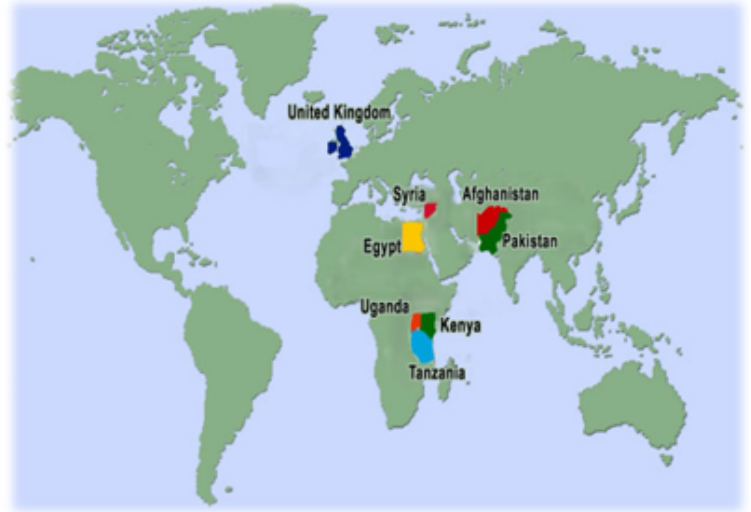 United Kingdom
Syria
Afghanistan
Egypt
Pakistan
Uganda
Kenya
Tanzania